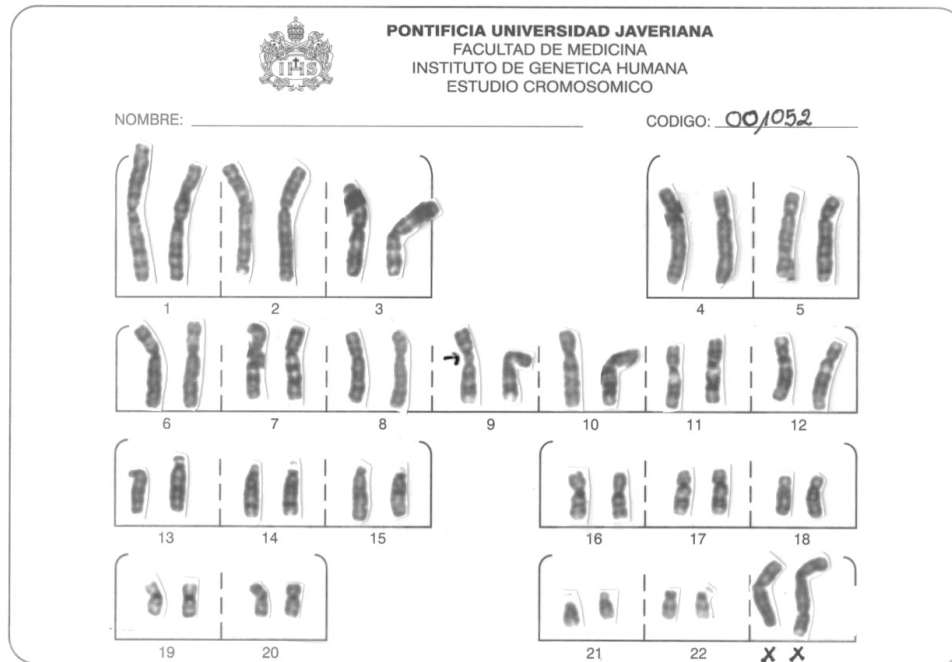 IHS
PONTIFICIA UNIVERSIDAD JAVERIANA
FACULTAD DE MEDICINA
INSTITUTO DE GENETICA HUMANA
ESTUDIO CROMOSOMICO
NOMBRE: CODIGO: 001052
1 2 3 4 5
6 7 8 9 10 11 12
13 14 15 16 17 18
19 20 21 22 X X